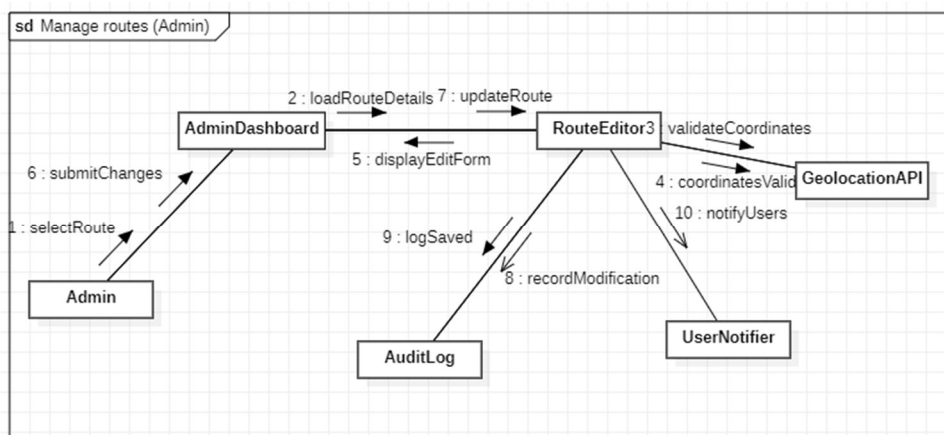 sd Manage routes (Admin)
2 : loadRouteDetails
7 : updateRoute
AdminDashboard
RouteEditor
3 : validateCoordinates
5 : displayEditForm
6 : submitChanges
4 : coordinatesValid
GeolocationAPI
1 : selectRoute
10 : notifyUsers
9 : logSaved
8 : recordModification
Admin
UserNotifier
AuditLog